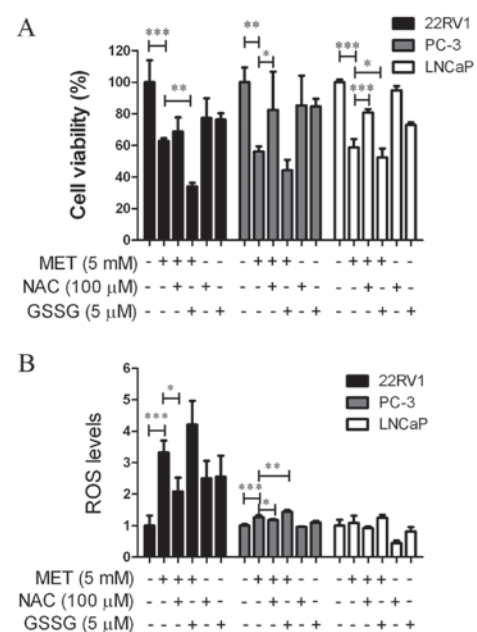 A
22RV1
PC-3
LNCaP
*** ** ** * *** * ***
Cell viability (%)
120
100
80
60
40
20
0
MET (5 mM) - + + + - - - + + + - - - + + + - -
NAC (100 µM) - - + - + - - - + - + - - - + - + -
GSSG (5 µM) - - - + - + - - - + - + - - - + - +
B
22RV1
PC-3
LNCaP
*** * *** * **
ROS levels
6
5
4
3
2
1
0
MET (5 mM) - + + + - - - + + + - - - + + + - -
NAC (100 µM) - - + - + - - - + - + - - - + - + -
GSSG (5 µM) - - - + - + - - - + - + - - - + - +